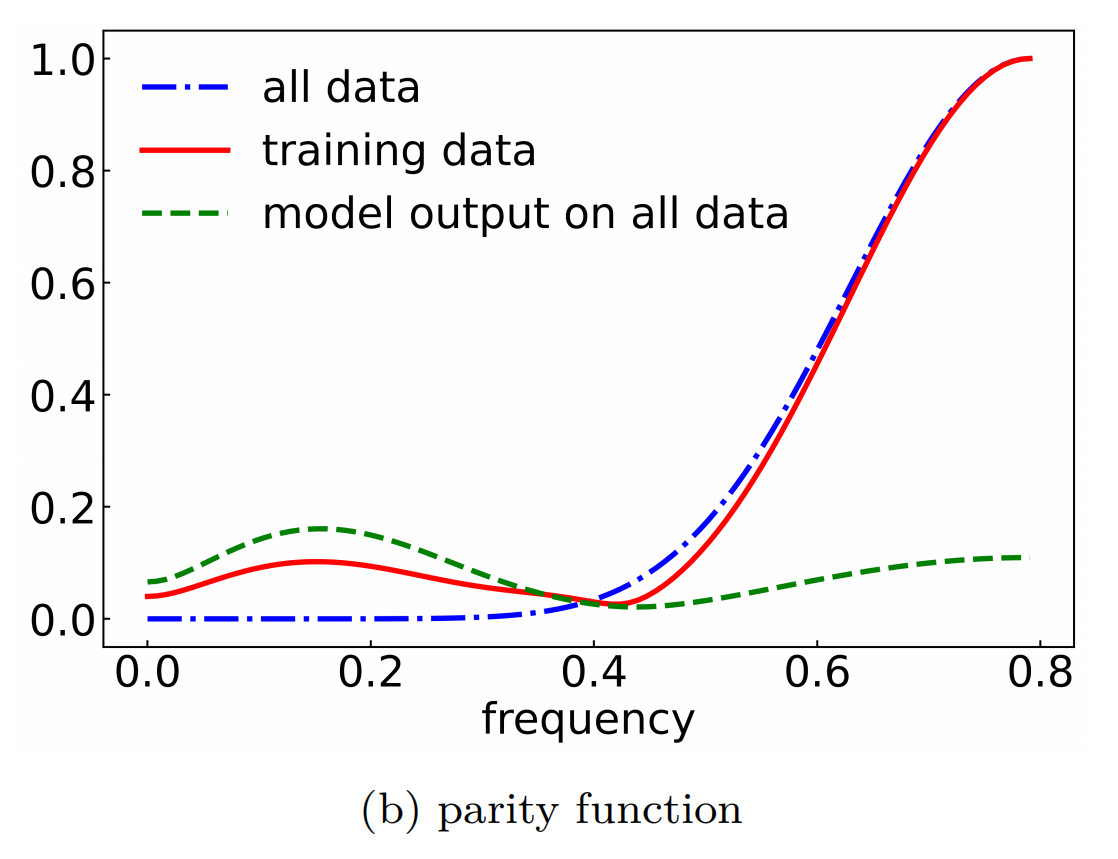 1.0
0.8
0.6
0.4
0.2
0.0
all data
training data
model output on all data
0.0 0.2 0.4 0.6 0.8
frequency
(b) parity function